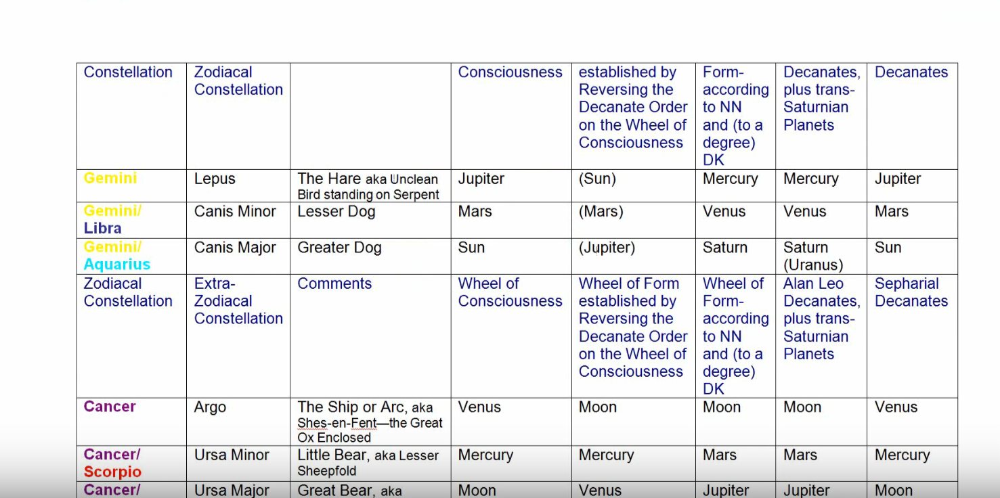 Constellation
Zodiacal
Constellation
Consciousness
established by
Reversing the
Decanate Order
on the Wheel of
Consciousness
Form-
according
to NN
and (to a
degree)
DK
Decanates,
plus trans-
Saturnian
Planets
Decanates
Gemini
Lepus
The Hare aka Unclean
Bird standing on Serpent
Jupiter
(Sun)
Mercury
Mercury
Jupiter
Gemini/
Libra
Canis Minor
Lesser Dog
Mars
(Mars)
Venus
Venus
Mars
Gemini/
Aquarius
Canis Major
Greater Dog
Sun
(Jupiter)
Saturn
Saturn
(Uranus)
Sun
Zodiacal
Constellation
Extra-
Zodiacal
Constellation
Comments
Wheel of
Consciousness
Wheel of Form
established by
Reversing the
Decanate Order
on the Wheel of
Consciousness
Wheel of
Form-
according
to NN
and (to a
degree)
DK
Alan Leo
Decanates,
plus trans-
Saturnian
Planets
Sepharial
Decanates
Cancer
Argo
The Ship or Arc, aka
Shes-en-Fent—the Great
Ox Enclosed
Venus
Moon
Moon
Moon
Venus
Cancer/
Scorpio
Ursa Minor
Little Bear, aka Lesser
Sheepfold
Mercury
Mercury
Mars
Mars
Mercury
Cancer/
Ursa Major
Great Bear, aka
Moon
Venus
Jupiter
Jupiter
Moon